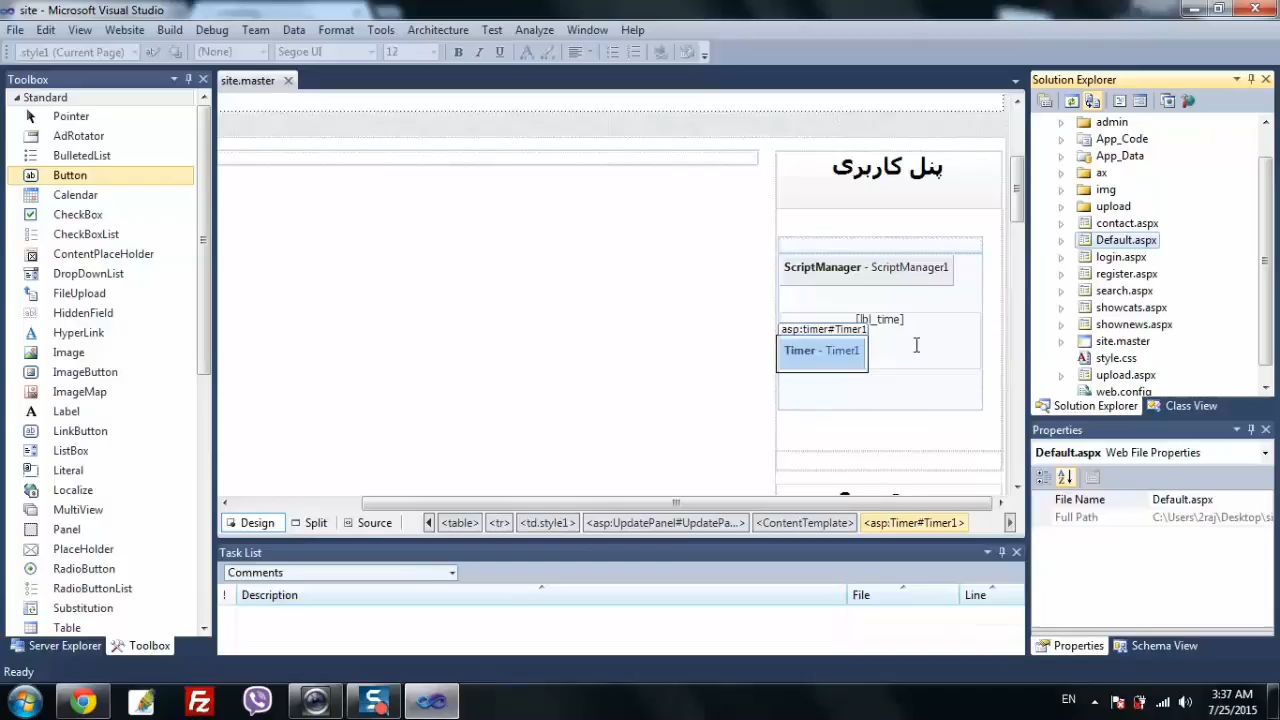 site - Microsoft Visual Studio
File Edit View Website Build Debug Team Data Format Tools Architecture Test Analyze Window Help
style1 (Current Page) (None) Segoe UI 12 B I U A
Toolbox
Standard
Pointer
AdRotator
BulletedList
Button
Calendar
CheckBox
CheckBoxList
ContentPlaceHolder
DropDownList
FileUpload
HiddenField
HyperLink
Image
ImageButton
ImageMap
Label
LinkButton
ListBox
Literal
Localize
MultiView
Panel
PlaceHolder
RadioButton
RadioButtonList
Substitution
Table
Server Explorer Toolbox
site.master
پنل کاربری
ScriptManager - ScriptManager1
[lbl_time]
asp:timer#Timer1
Timer - Timer1
Design Split Source <table> <tr> <td.style1> <asp:UpdatePanel#UpdatePa...> <ContentTemplate> <asp:Timer#Timer1>
Task List
Comments
! Description File Line
Solution Explorer
admin
App_Code
App_Data
ax
img
upload
contact.aspx
Default.aspx
login.aspx
register.aspx
search.aspx
showcats.aspx
shownews.aspx
site.master
style.css
upload.aspx
web.config
Solution Explorer Class View
Properties
Default.aspx Web File Properties
File Name Default.aspx
Full Path C:\Users\2raj\Desktop\si
Properties Schema View
Ready
EN
3:37 AM
7/25/2015